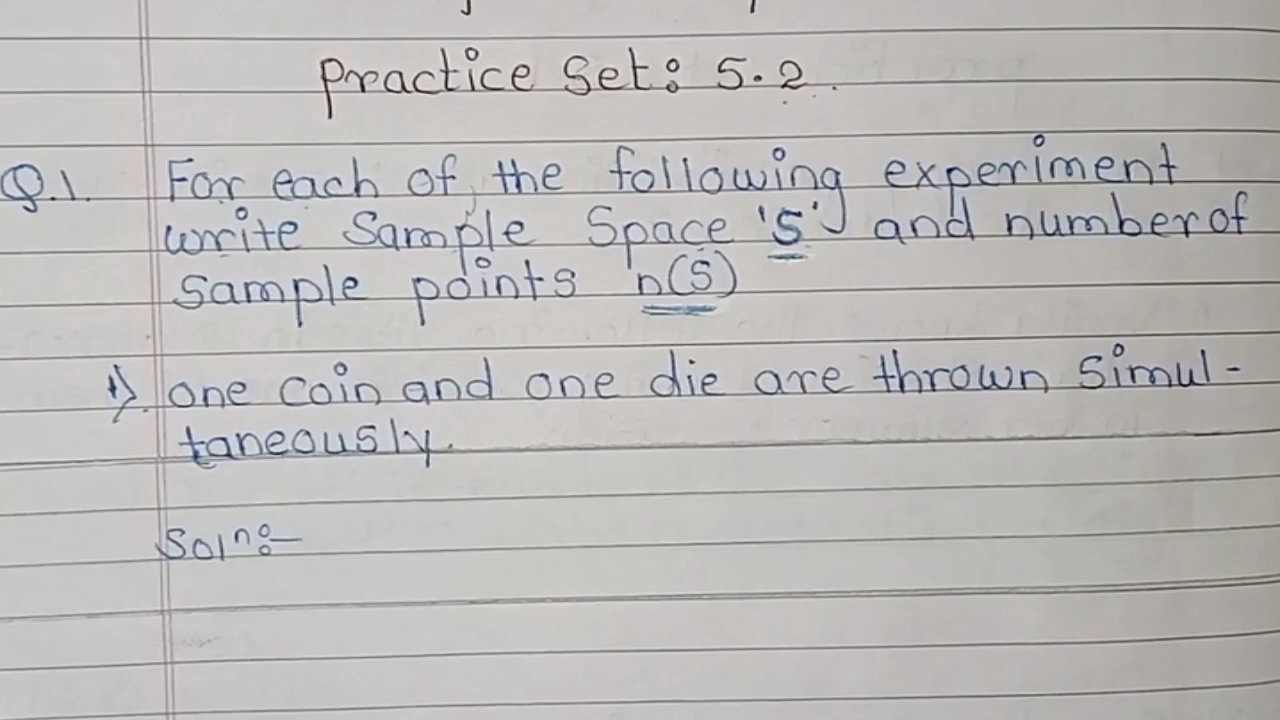 Practice Set: 5.2.
Q.1. For each of the following experiment
write Sample Space 'S' and number of
Sample points n(S)
1). one coin and one die are thrown Simul-
taneously.
Solⁿ:-